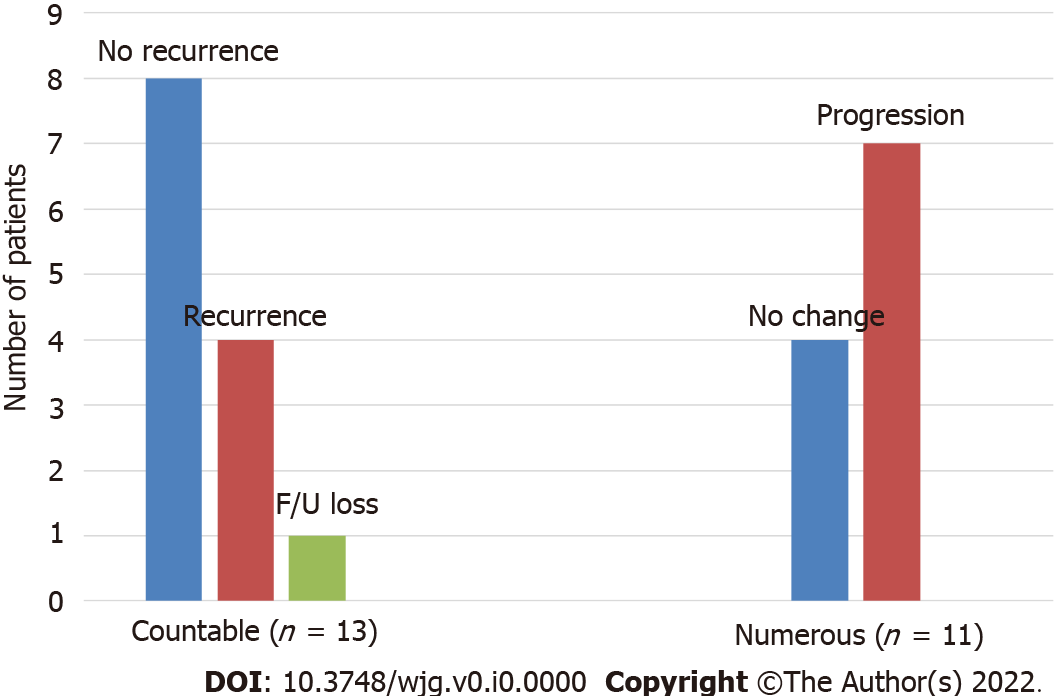 Number of patients
9
8
7
6
5
4
3
2
1
0
No recurrence
Recurrence
F/U loss
Progression
No change
Countable (n = 13)
Numerous (n = 11)
DOI: 10.3748/wjg.v0.i0.0000 Copyright ©The Author(s) 2022.